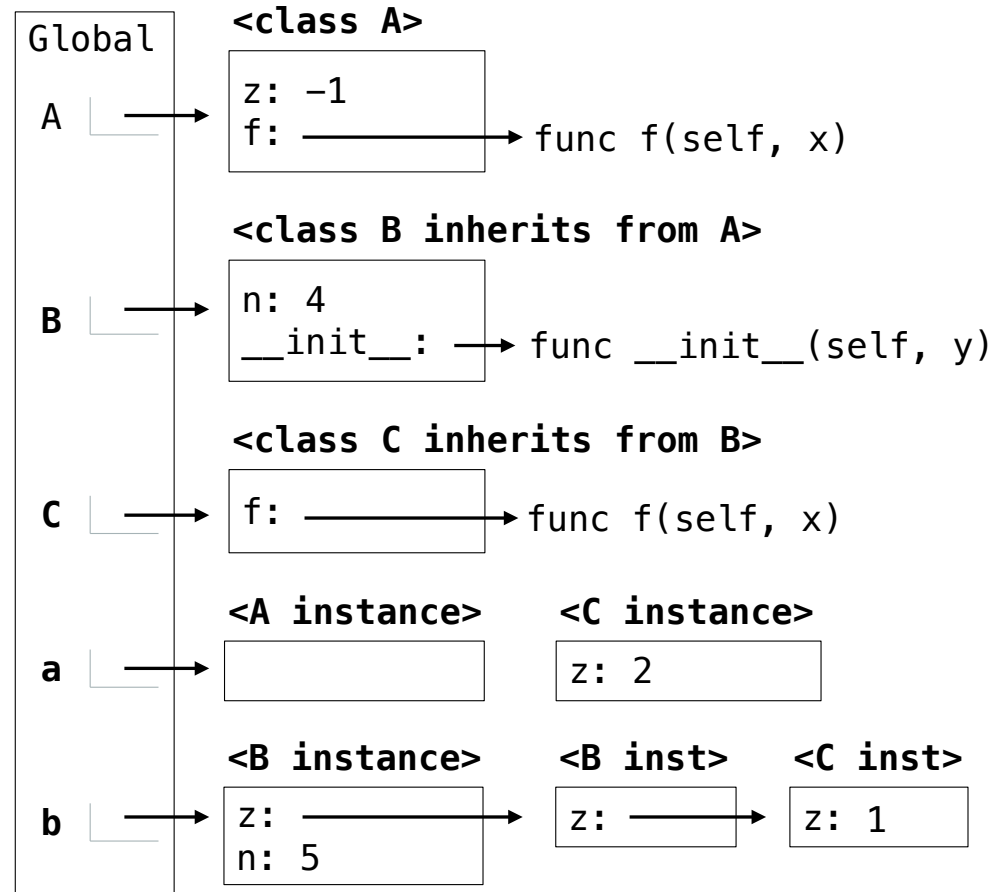 Global
<class A>
A
z: −1
f:
func f(self, x)
<class B inherits from A>
B
n: 4
__init__:
func __init__(self, y)
<class C inherits from B>
C
f:
func f(self, x)
<A instance>
<C instance>
a
z: 2
<B instance>
<B inst>
<C inst>
b
z:
n: 5
z:
z: 1